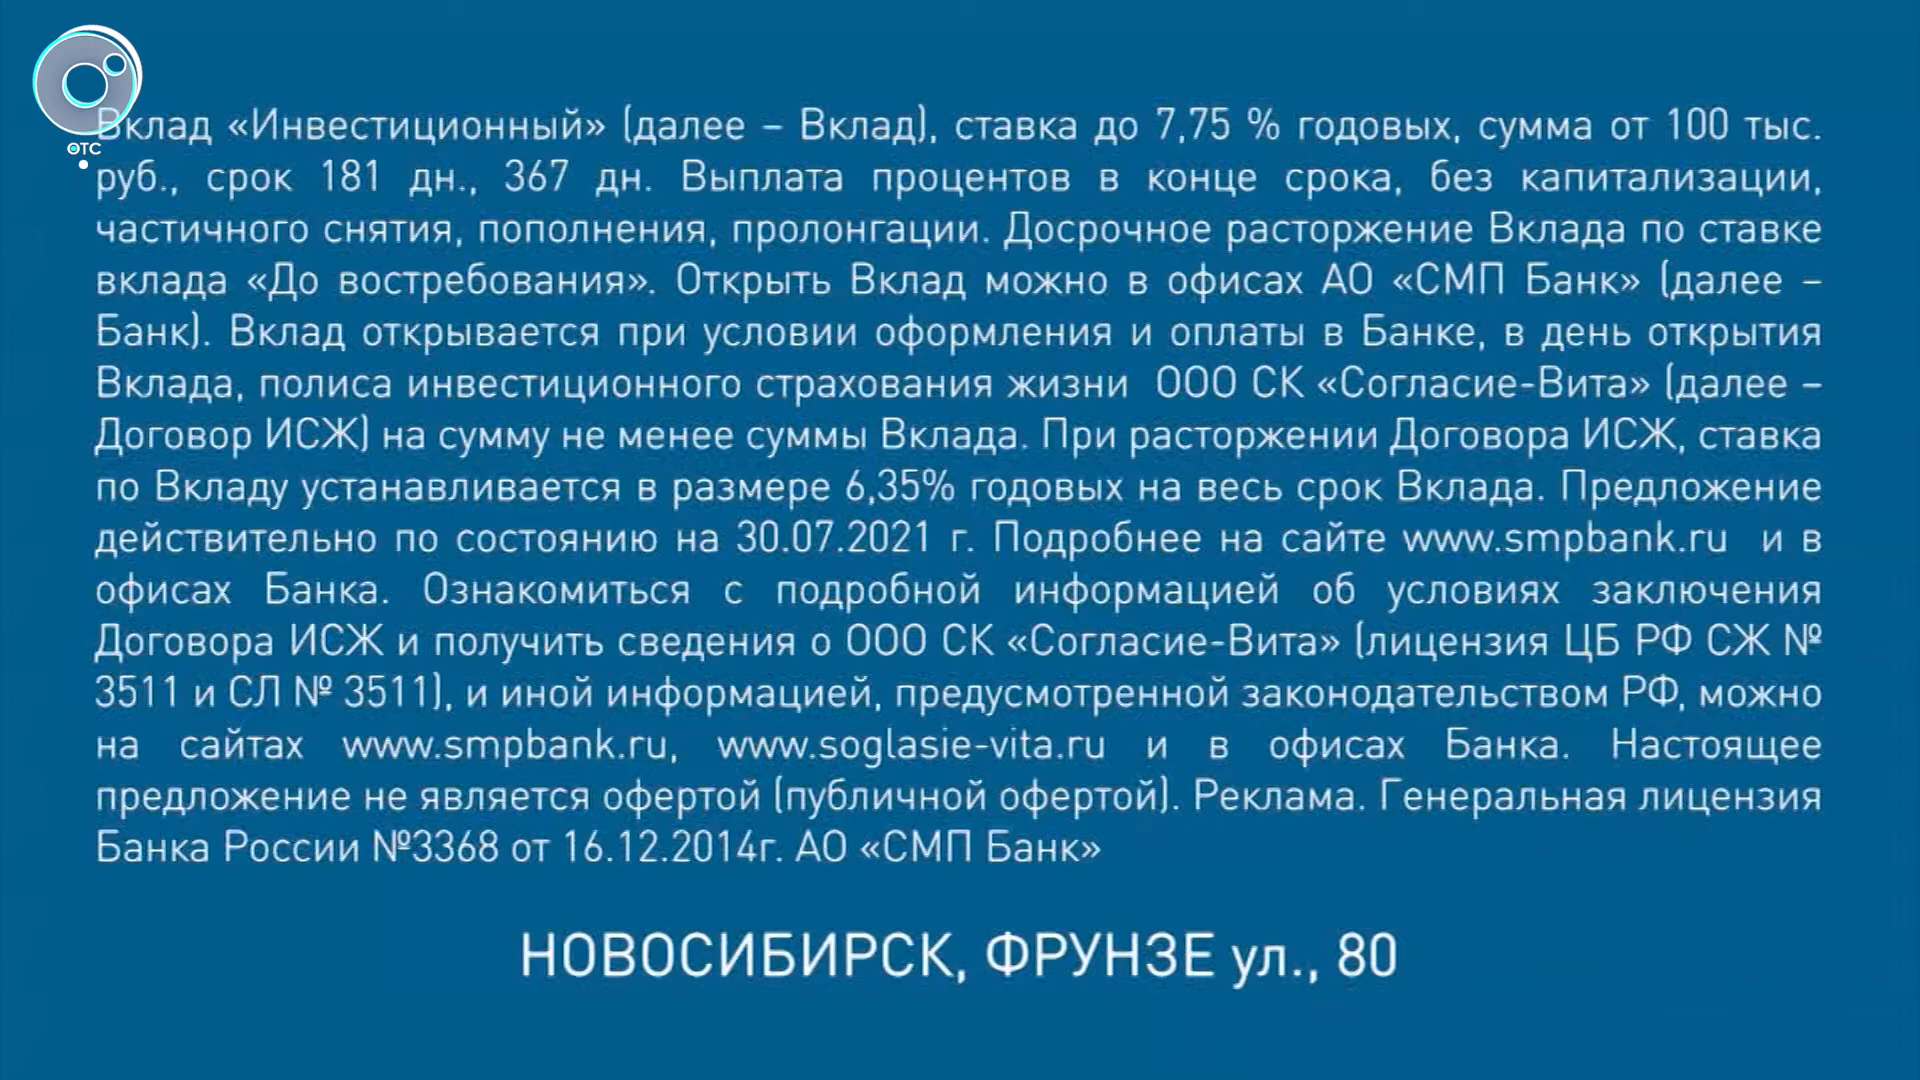 ОТС
Вклад «Инвестиционный» (далее – Вклад), ставка до 7,75 % годовых, сумма от 100 тыс.
руб., срок 181 дн., 367 дн. Выплата процентов в конце срока, без капитализации,
частичного снятия, пополнения, пролонгации. Досрочное расторжение Вклада по ставке
вклада «До востребования». Открыть Вклад можно в офисах АО «СМП Банк» (далее –
Банк). Вклад открывается при условии оформления и оплаты в Банке, в день открытия
Вклада, полиса инвестиционного страхования жизни ООО СК «Согласие-Вита» (далее –
Договор ИСЖ) на сумму не менее суммы Вклада. При расторжении Договора ИСЖ, ставка
по Вкладу устанавливается в размере 6,35% годовых на весь срок Вклада. Предложение
действительно по состоянию на 30.07.2021 г. Подробнее на сайте www.smpbank.ru и в
офисах Банка. Ознакомиться с подробной информацией об условиях заключения
Договора ИСЖ и получить сведения о ООО СК «Согласие-Вита» (лицензия ЦБ РФ СЖ №
3511 и СЛ № 3511), и иной информацией, предусмотренной законодательством РФ, можно
на сайтах www.smpbank.ru, www.soglasie-vita.ru и в офисах Банка. Настоящее
предложение не является офертой (публичной офертой). Реклама. Генеральная лицензия
Банка России №3368 от 16.12.2014г. АО «СМП Банк»
НОВОСИБИРСК, ФРУНЗЕ ул., 80